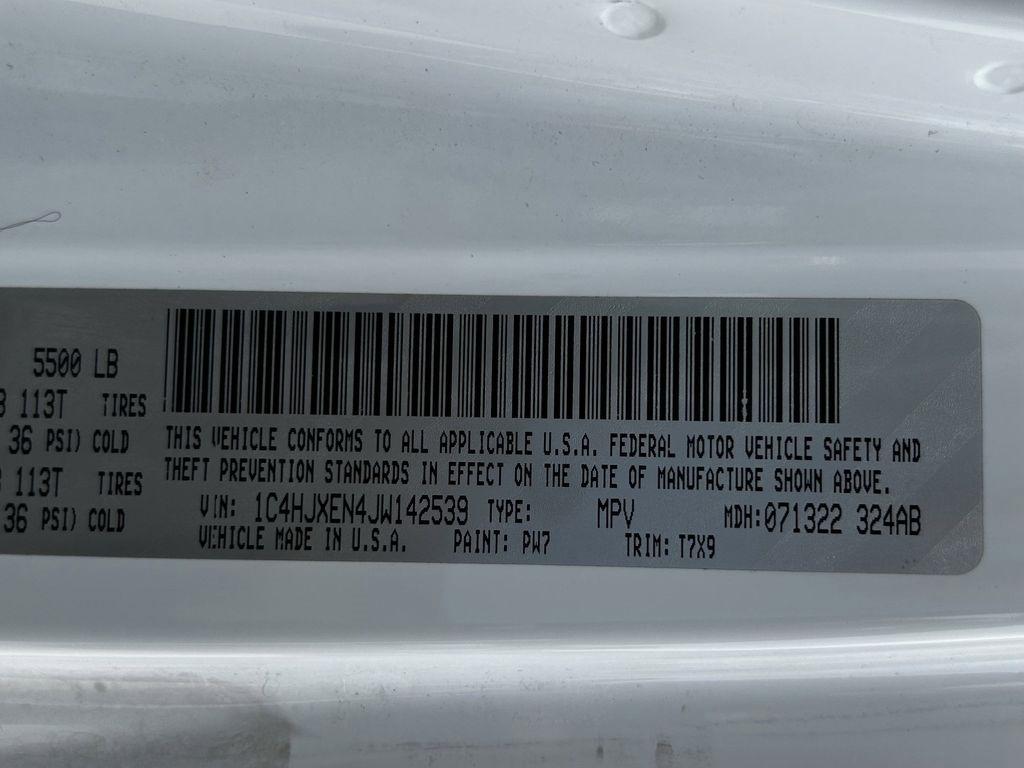 5500 LB
113T TIRES
36 PSI) COLD
113T TIRES
36 PSI) COLD
THIS VEHICLE CONFORMS TO ALL APPLICABLE U.S.A. FEDERAL MOTOR VEHICLE SAFETY AND
THEFT PREVENTION STANDARDS IN EFFECT ON THE DATE OF MANUFACTURE SHOWN ABOVE.
VIN: 1C4HJXEN4JW142539 TYPE: MPV MDH:071322 324AB
VEHICLE MADE IN U.S.A. PAINT: PW7 TRIM: T7X9